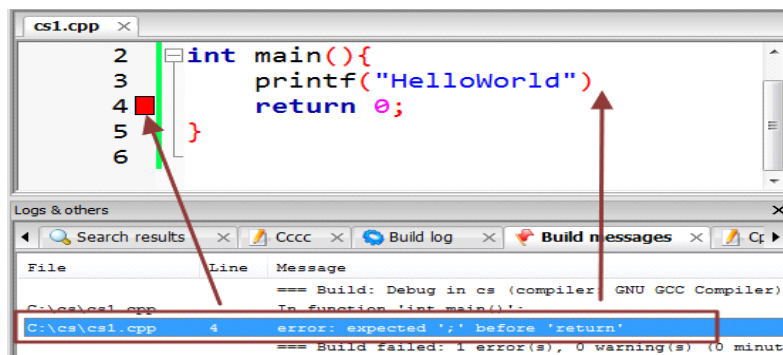 cs1.cpp
2 int main(){
3 printf("HelloWorld")
4 return 0;
5 }
6
Logs & others
Search results Cccc Build log Build messages
File Line Message
=== Build: Debug in cs (compiler: GNU GCC Compiler)
C:\cs\cs1.cpp In function 'int main()':
C:\cs\cs1.cpp 4 error: expected ';' before 'return'
=== Build failed: 1 error(s), 0 warning(s) (0